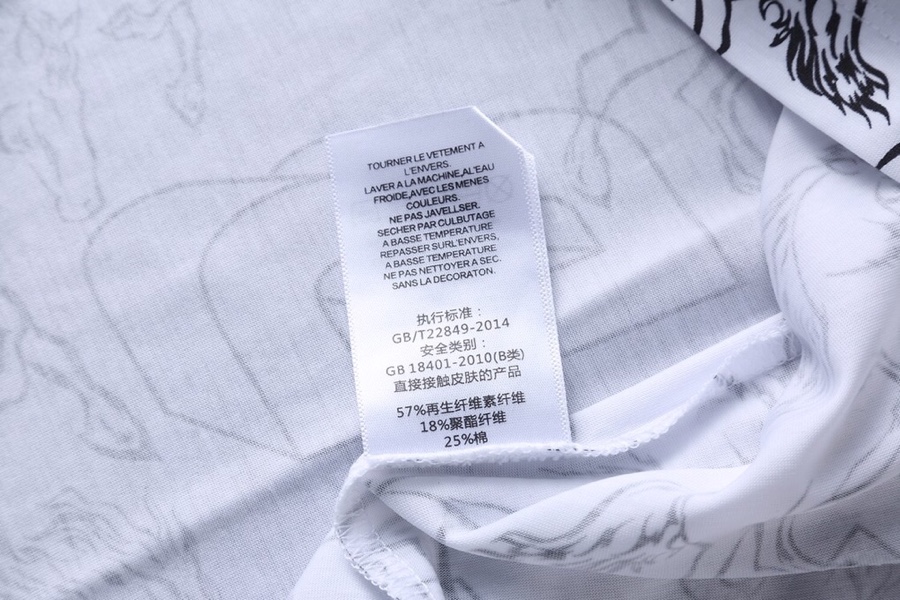 TOURNER LE VETEMENT A
L'ENVERS.
LAVER A LA MACHINE,AL'EAU
FROIDE,AVEC LES MENES
COULEURS.
NE PAS JAVELLSER.
SECHER PAR CULBUTAGE
A BASSE TEMPERATURE
REPASSER SURL'ENVERS,
A BASSE TEMPERATURE
NE PAS NETTOYER A SEC.
SANS LA DECORATON.
执行标准：
GB/T22849-2014
安全类别：
GB 18401-2010(B类)
直接接触皮肤的产品
57%再生纤维素纤维
18%聚酯纤维
25%棉